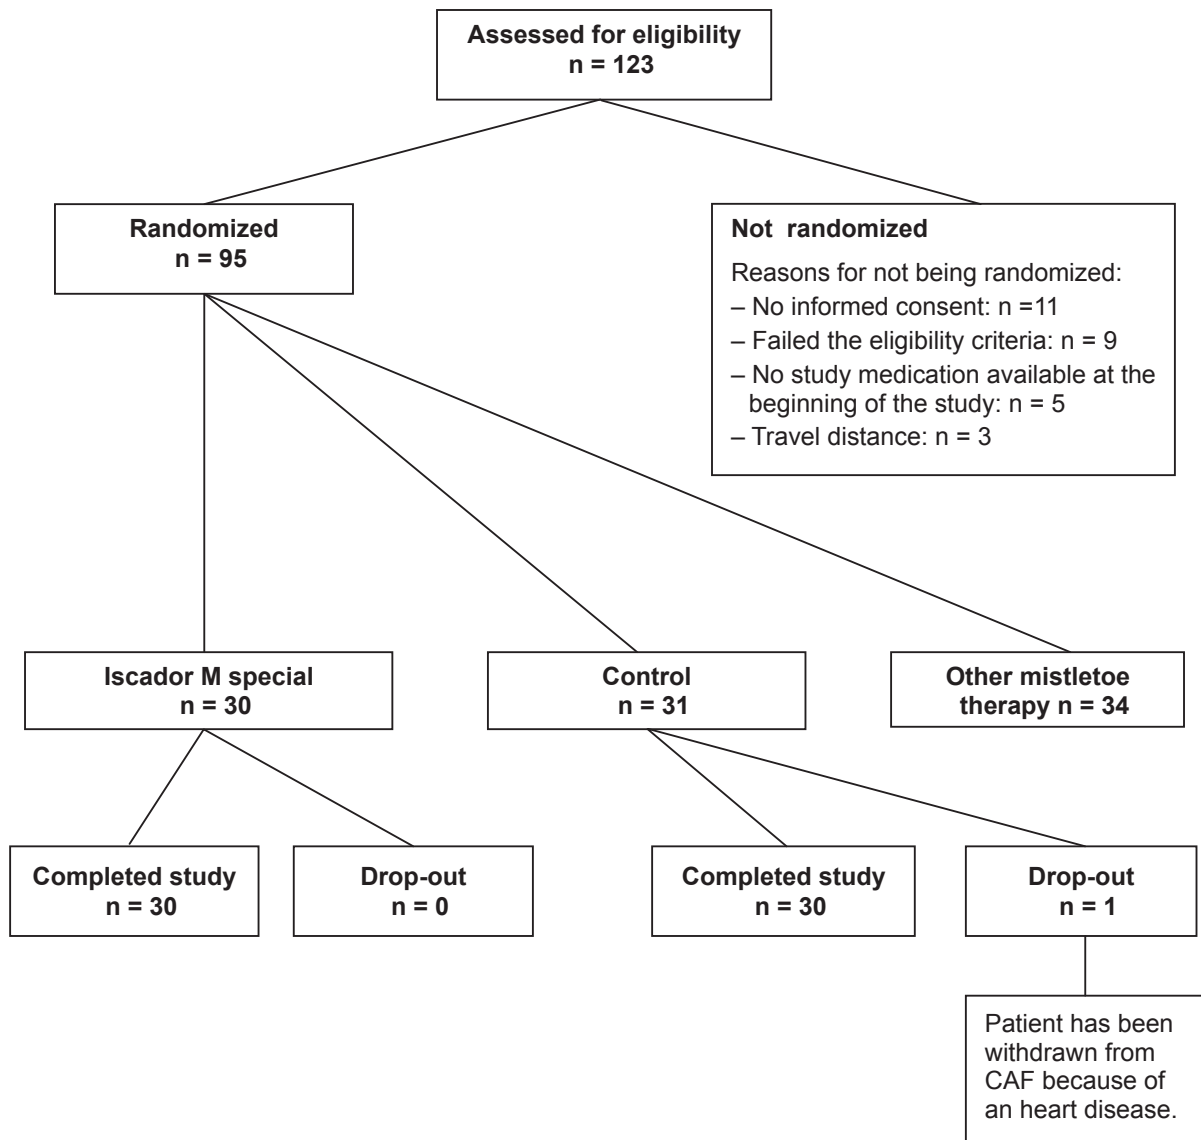 Assessed for eligibility
n = 123
Randomized
n = 95
Not randomized
Reasons for not being randomized:
– No informed consent: n =11
– Failed the eligibility criteria: n = 9
– No study medication available at the
beginning of the study: n = 5
– Travel distance: n = 3
Iscador M special
n = 30
Control
n = 31
Other mistletoe
therapy n = 34
Completed study
n = 30
Drop-out
n = 0
Completed study
n = 30
Drop-out
n = 1
Patient has been
withdrawn from
CAF because of
an heart disease.